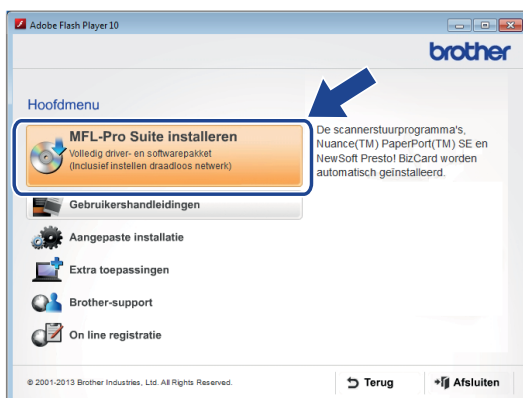 Adobe Flash Player 10
brother
Hoofdmenu
MFL-Pro Suite installeren
Volledig driver- en softwarepakket
(Inclusief instellen draadloos netwerk)
De scannerstuurprogramma's,
Nuance(TM) PaperPort(TM) SE en
NewSoft Presto! BizCard worden
automatisch geïnstalleerd.
Gebruikershandleidingen
Aangepaste installatie
Extra toepassingen
Brother-support
On line registratie
© 2001-2013 Brother Industries, Ltd. All Rights Reserved.
Terug
Afsluiten